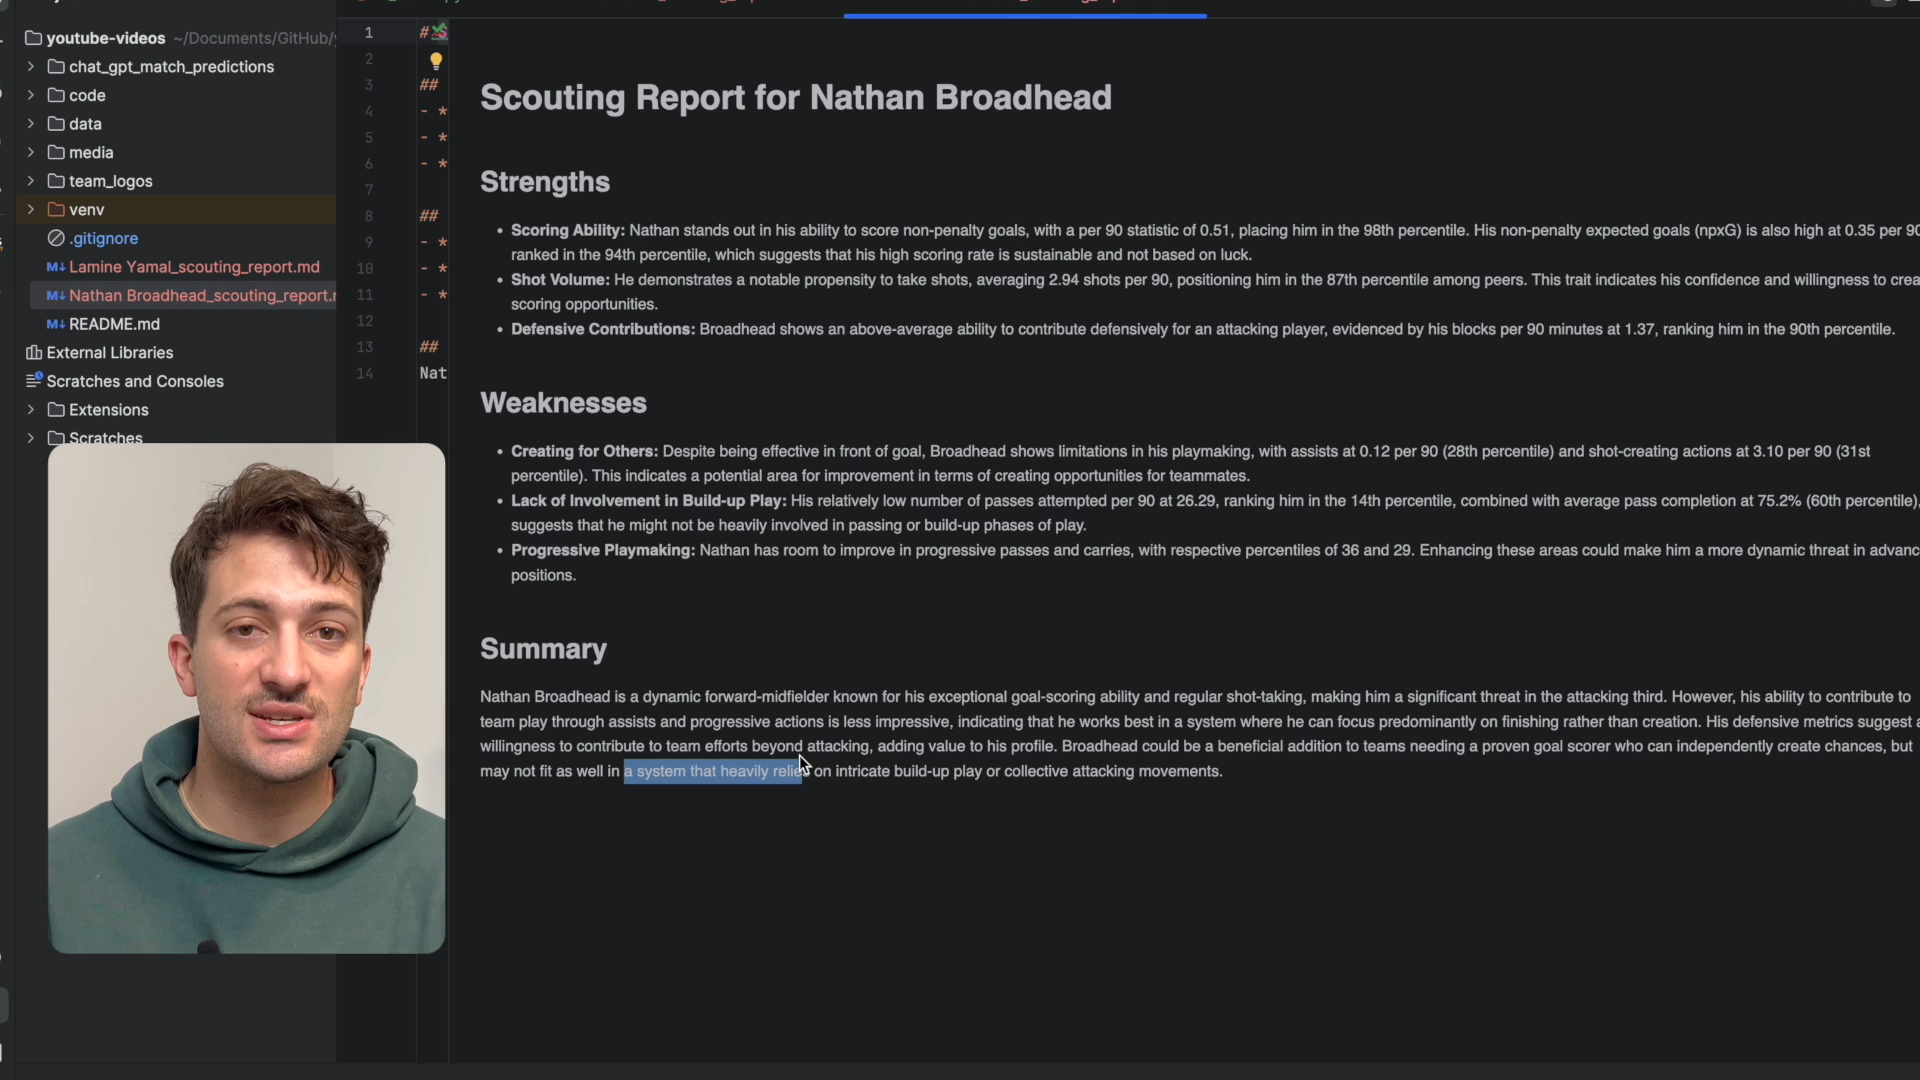 youtube-videos ~/Documents/GitHub/
chat_gpt_match_predictions
code
data
media
team_logos
venv
.gitignore
M↓ Lamine Yamal_scouting_report.md
M↓ Nathan Broadhead_scouting_report.
M↓ README.md
External Libraries
Scratches and Consoles
Extensions
Scratches
1 #
2
3 ##
4 - *
5 - *
6 - *
7
8 ##
9 - *
10 - *
11 - *
12
13 ##
14 Nat
Scouting Report for Nathan Broadhead
Strengths
• Scoring Ability: Nathan stands out in his ability to score non-penalty goals, with a per 90 statistic of 0.51, placing him in the 98th percentile. His non-penalty expected goals (npxG) is also high at 0.35 per 90
ranked in the 94th percentile, which suggests that his high scoring rate is sustainable and not based on luck.
• Shot Volume: He demonstrates a notable propensity to take shots, averaging 2.94 shots per 90, positioning him in the 87th percentile among peers. This trait indicates his confidence and willingness to crea
scoring opportunities.
• Defensive Contributions: Broadhead shows an above-average ability to contribute defensively for an attacking player, evidenced by his blocks per 90 minutes at 1.37, ranking him in the 90th percentile.
Weaknesses
• Creating for Others: Despite being effective in front of goal, Broadhead shows limitations in his playmaking, with assists at 0.12 per 90 (28th percentile) and shot-creating actions at 3.10 per 90 (31st
percentile). This indicates a potential area for improvement in terms of creating opportunities for teammates.
• Lack of Involvement in Build-up Play: His relatively low number of passes attempted per 90 at 26.29, ranking him in the 14th percentile, combined with average pass completion at 75.2% (60th percentile),
suggests that he might not be heavily involved in passing or build-up phases of play.
• Progressive Playmaking: Nathan has room to improve in progressive passes and carries, with respective percentiles of 36 and 29. Enhancing these areas could make him a more dynamic threat in advanc
positions.
Summary
Nathan Broadhead is a dynamic forward-midfielder known for his exceptional goal-scoring ability and regular shot-taking, making him a significant threat in the attacking third. However, his ability to contribute to
team play through assists and progressive actions is less impressive, indicating that he works best in a system where he can focus predominantly on finishing rather than creation. His defensive metrics suggest a
willingness to contribute to team efforts beyond attacking, adding value to his profile. Broadhead could be a beneficial addition to teams needing a proven goal scorer who can independently create chances, but
may not fit as well in a system that heavily relies on intricate build-up play or collective attacking movements.